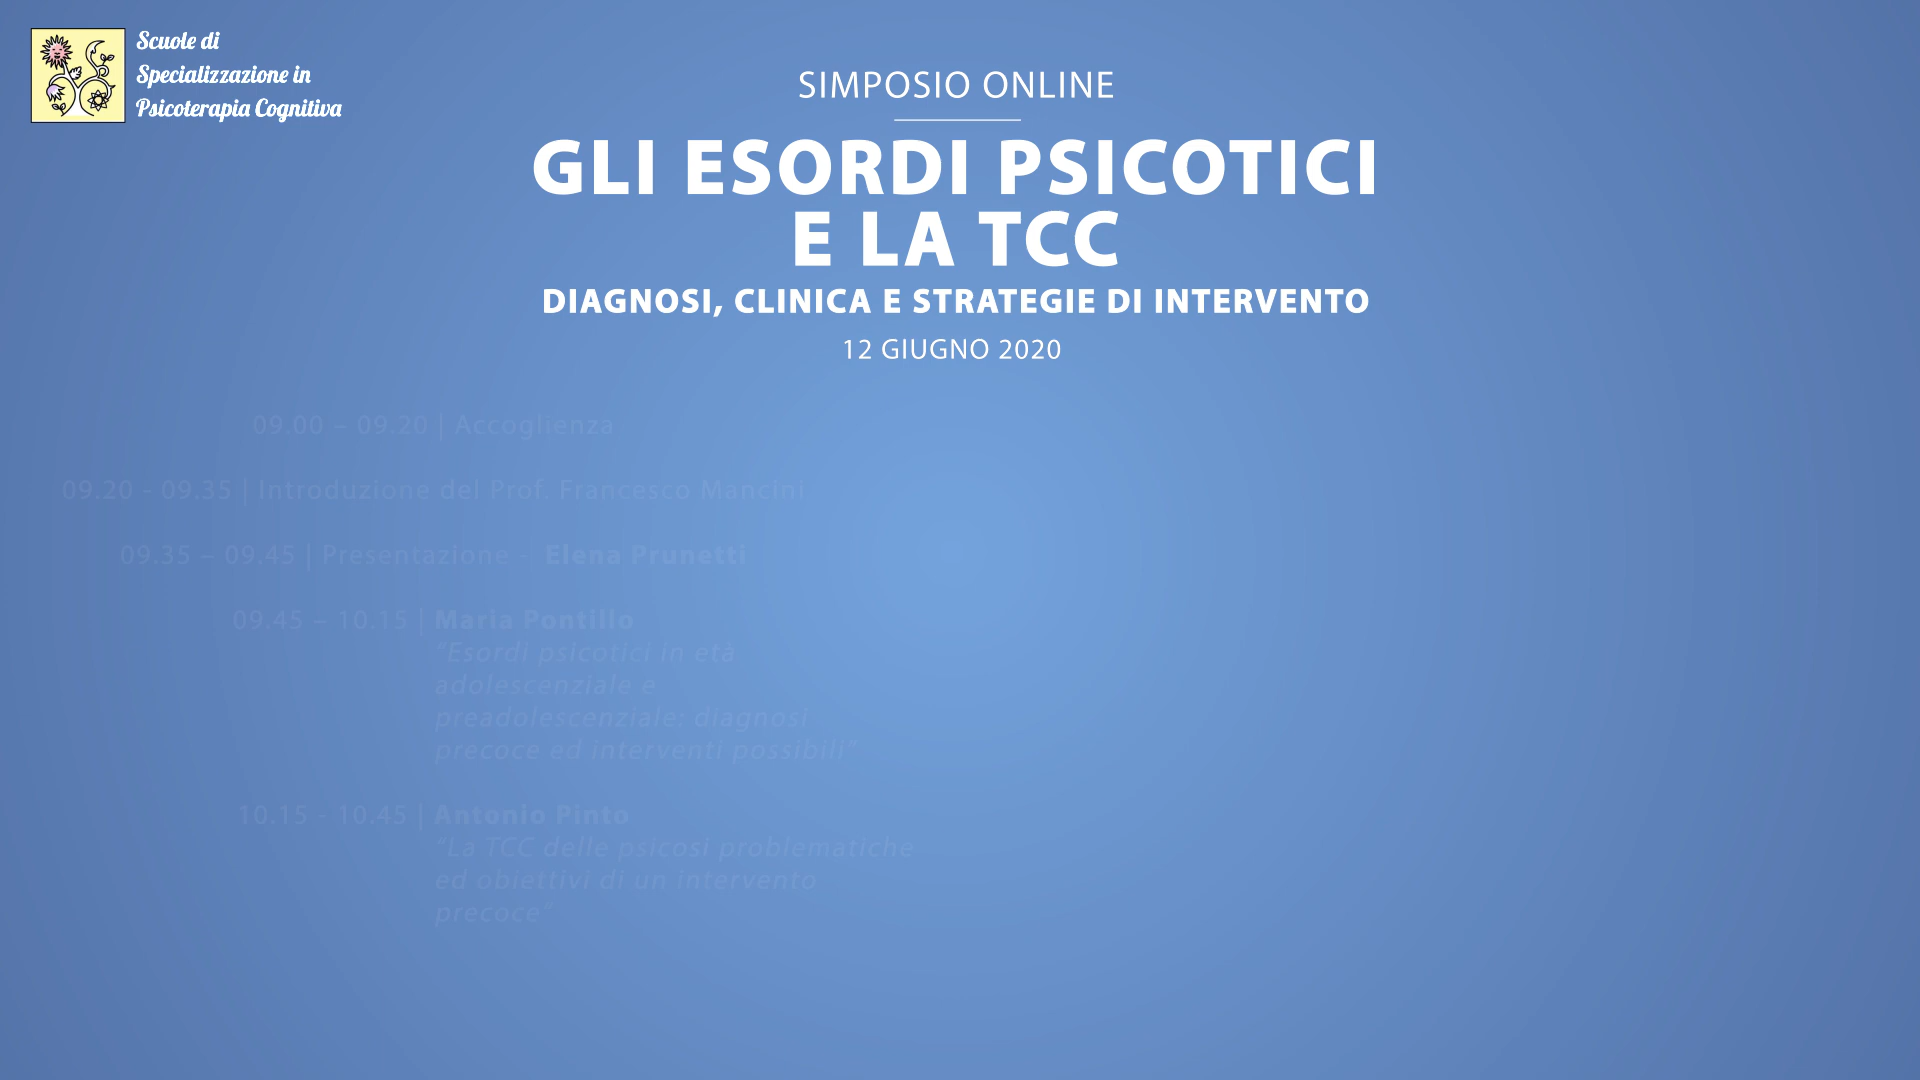 Scuole di
Specializzazione in
Psicoterapia Cognitiva
SIMPOSIO ONLINE
GLI ESORDI PSICOTICI
E LA TCC
DIAGNOSI, CLINICA E STRATEGIE DI INTERVENTO
12 GIUGNO 2020
09.00 – 09.20 | Accoglienza
09.20 - 09.35 | Introduzione del Prof. Francesco Mancini
09.35 – 09.45 | Presentazione - Elena Prunetti
09.45 – 10.15 | Maria Pontillo
“Esordi psicotici in età
adolescenziale e
preadolescenziale: diagnosi
precoce ed interventi possibili”
10.15 - 10.45 | Antonio Pinto
“La TCC delle psicosi problematiche
ed obiettivi di un intervento
precoce”